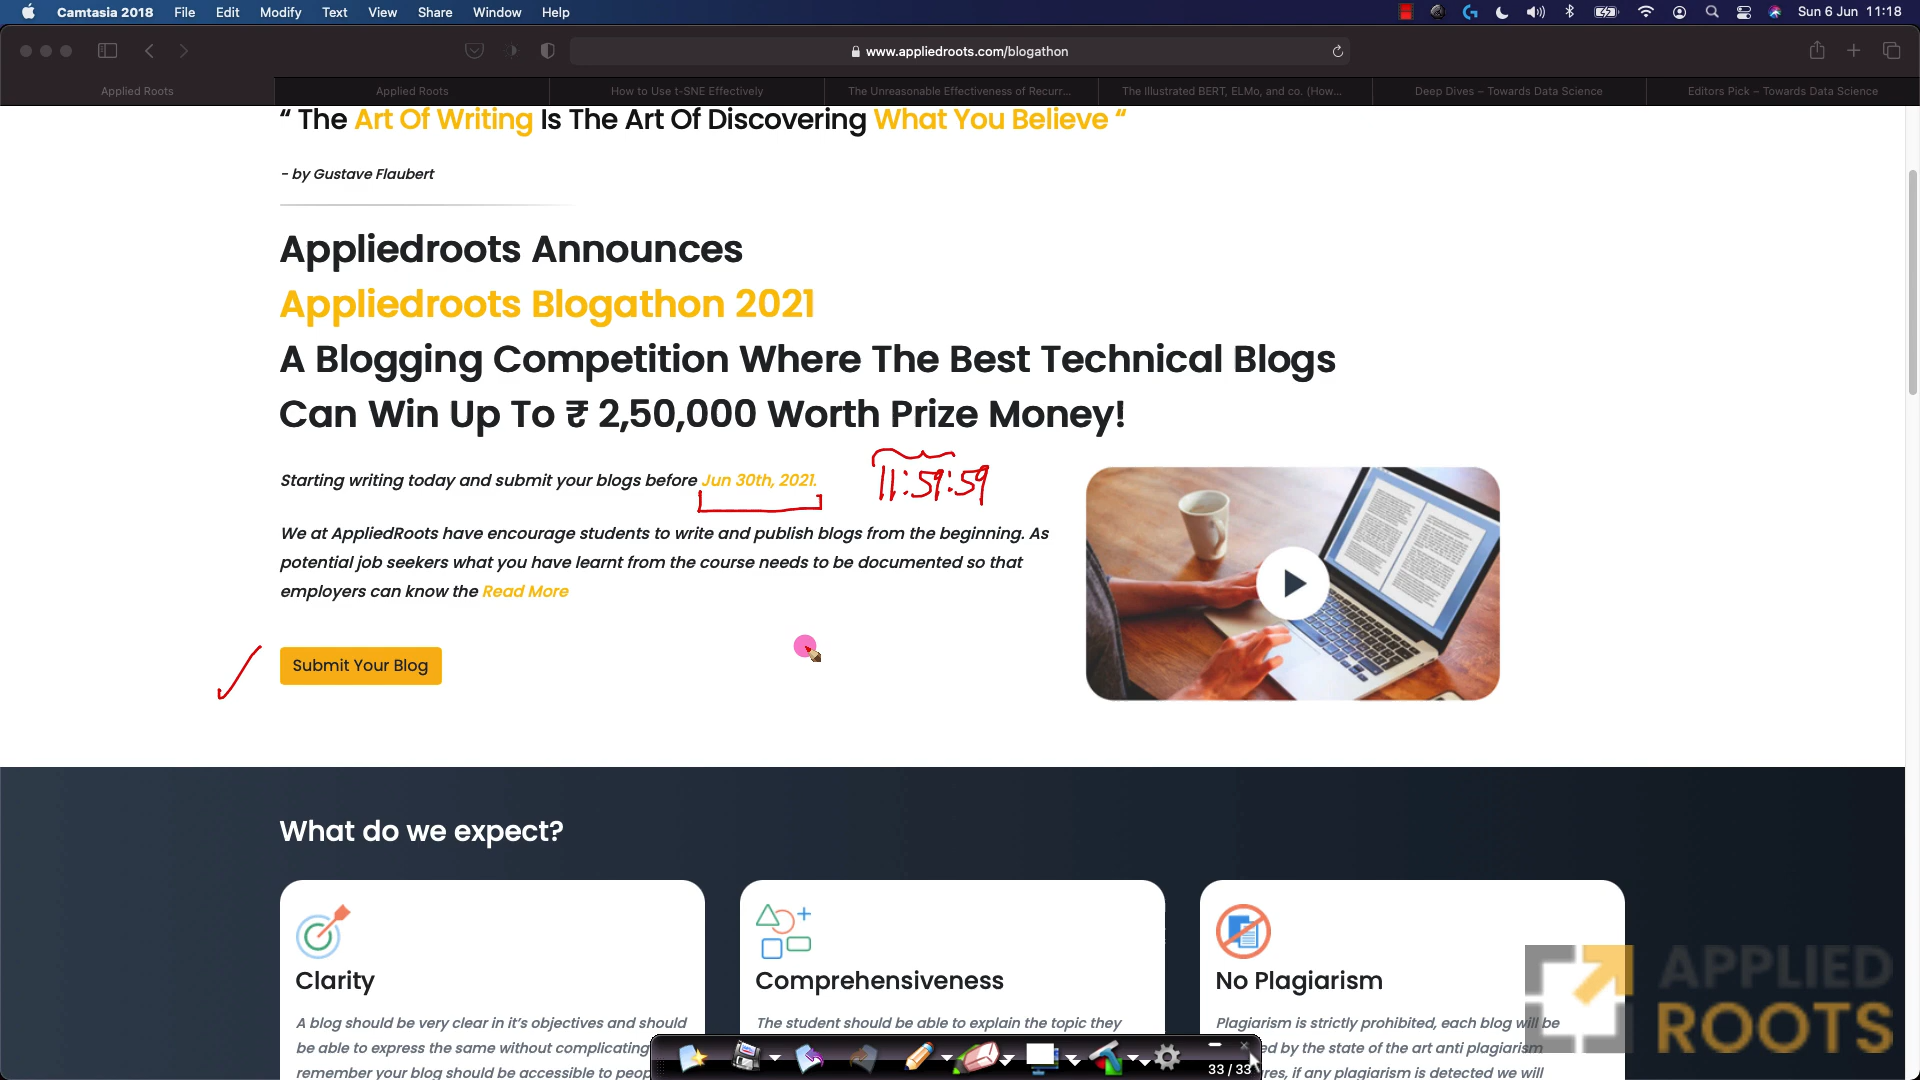 Camtasia 2018 File Edit Modify Text View Share Window Help Sun 6 Jun 11:18
www.appliedroots.com/blogathon
Applied Roots Applied Roots How to Use t-SNE Effectively The Unreasonable Effectiveness of Recurr... The Illustrated BERT, ELMo, and co. (How... Deep Dives – Towards Data Science Editors Pick – Towards Data Science
“ The Art Of Writing Is The Art Of Discovering What You Believe “
- by Gustave Flaubert
Appliedroots Announces
Appliedroots Blogathon 2021
A Blogging Competition Where The Best Technical Blogs
Can Win Up To ₹ 2,50,000 Worth Prize Money!
Starting writing today and submit your blogs before Jun 30th, 2021.
11:59:59
We at AppliedRoots have encourage students to write and publish blogs from the beginning. As
potential job seekers what you have learnt from the course needs to be documented so that
employers can know the Read More
Submit Your Blog
What do we expect?
Clarity
A blog should be very clear in it’s objectives and should
be able to express the same without complicating
remember your blog should be accessible to peop
Comprehensiveness
The student should be able to explain the topic they
No Plagiarism
Plagiarism is strictly prohibited, each blog will be
ed by the state of the art anti plagiarism
res, if any plagiarism is detected we will
33 / 33
APPLIED
ROOTS